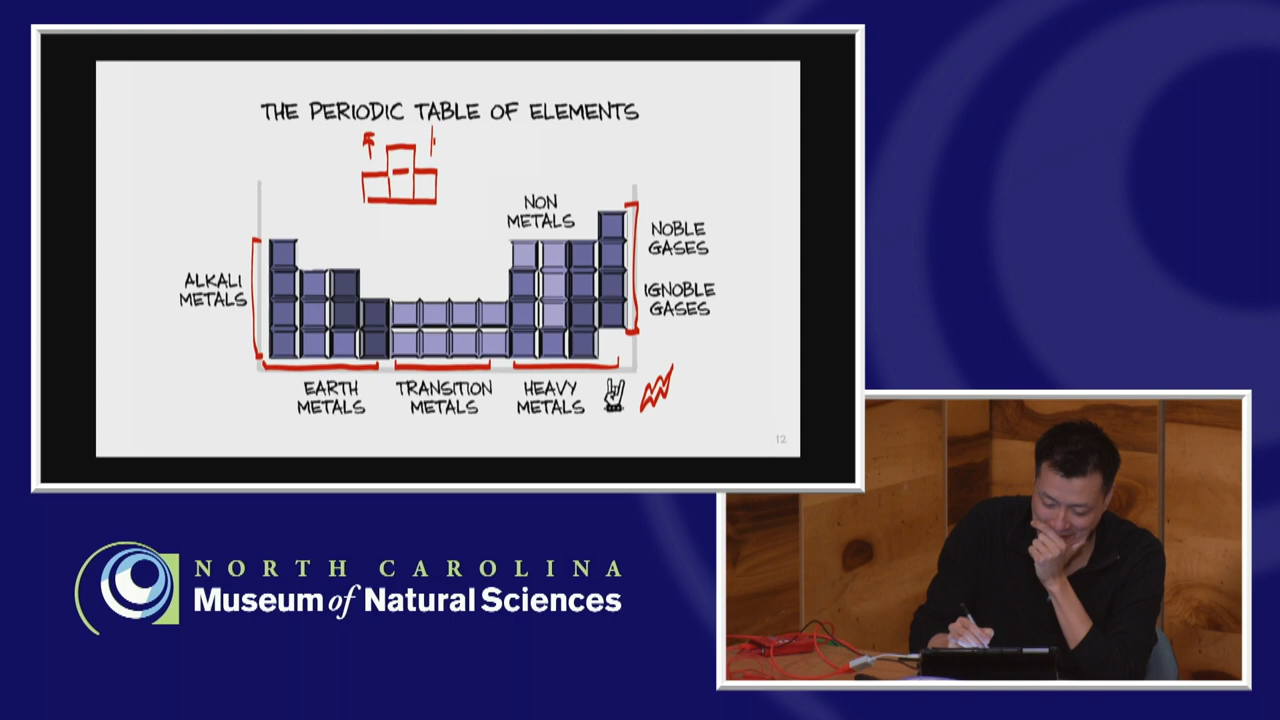 THE PERIODIC TABLE OF ELEMENTS
NON
METALS
NOBLE
GASES
ALKALI
METALS
IGNOBLE
GASES
EARTH
METALS
TRANSITION
METALS
HEAVY
METALS
12
NORTH CAROLINA
Museum of Natural Sciences